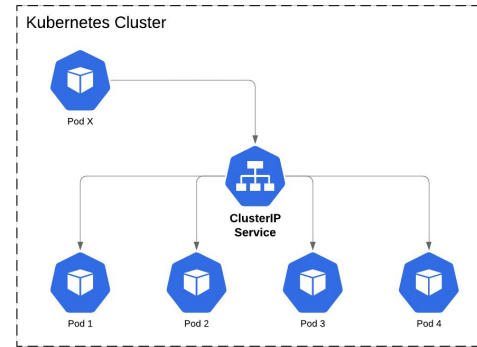 Kubernetes Cluster
Pod X
ClusterIP
Service
Pod 1
Pod 2
Pod 3
Pod 4